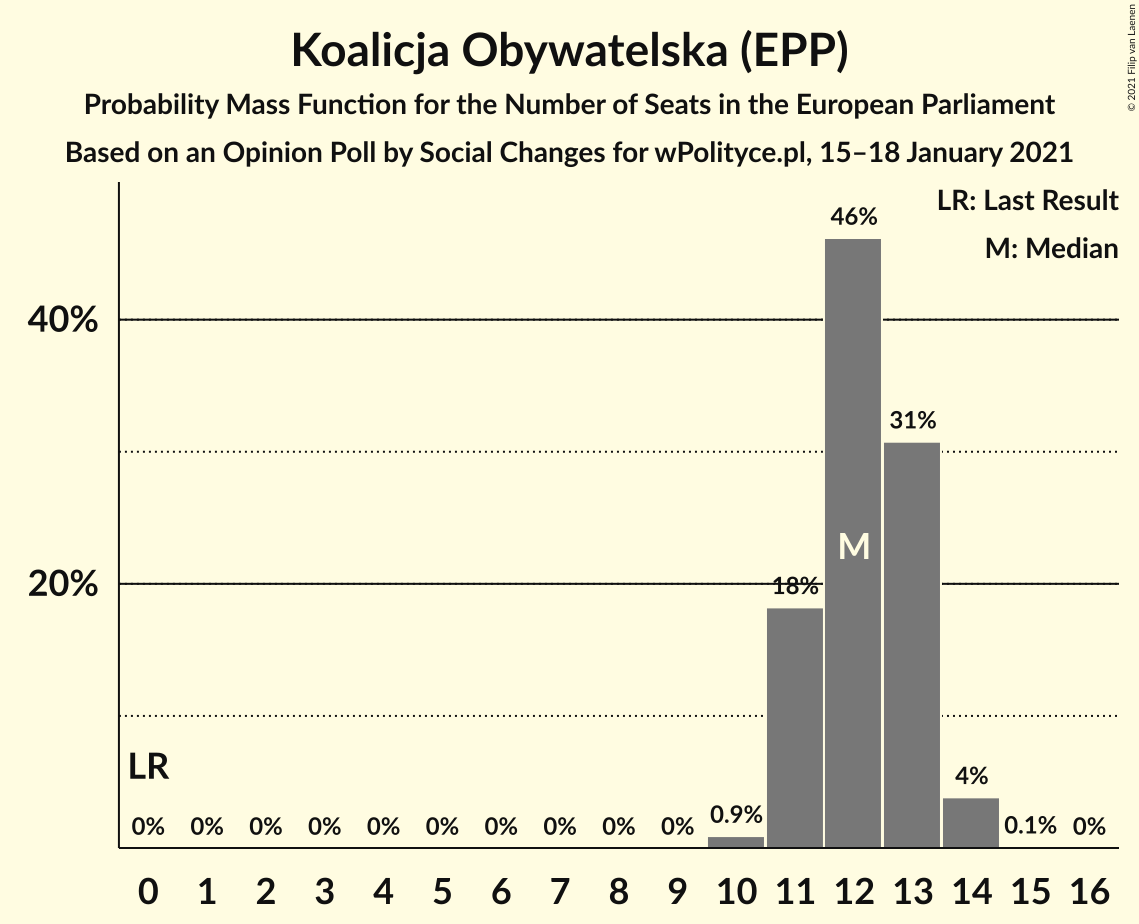 Koalicja Obywatelska (EPP)
Probability Mass Function for the Number of Seats in the European Parliament
Based on an Opinion Poll by Social Changes for wPolityce.pl, 15–18 January 2021
© 2021 Filip van Laenen
LR: Last Result
M: Median
46%
40%
31%
M
20%
18%
LR
4%
0% 0% 0% 0% 0% 0% 0% 0% 0% 0% 0.9% 0.1% 0%
0 1 2 3 4 5 6 7 8 9 10 11 12 13 14 15 16